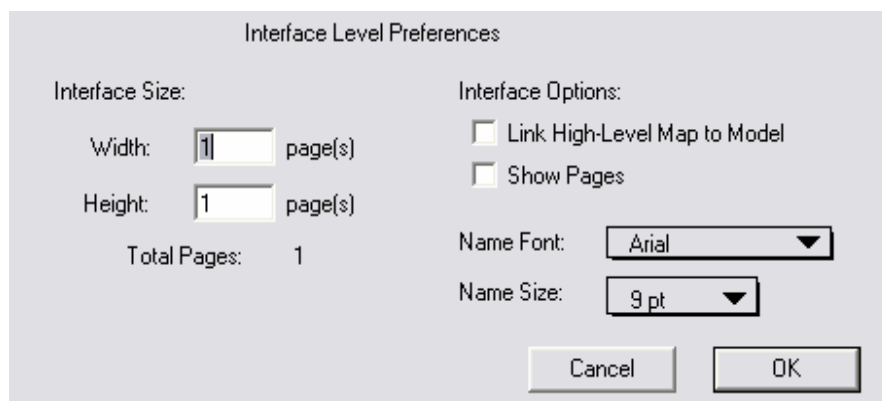 Interface Level Preferences
Interface Size:
Width: 1 page(s)
Height: 1 page(s)
Total Pages: 1
Interface Options:
Link High-Level Map to Model
Show Pages
Name Font: Arial
Name Size: 9 pt
Cancel OK